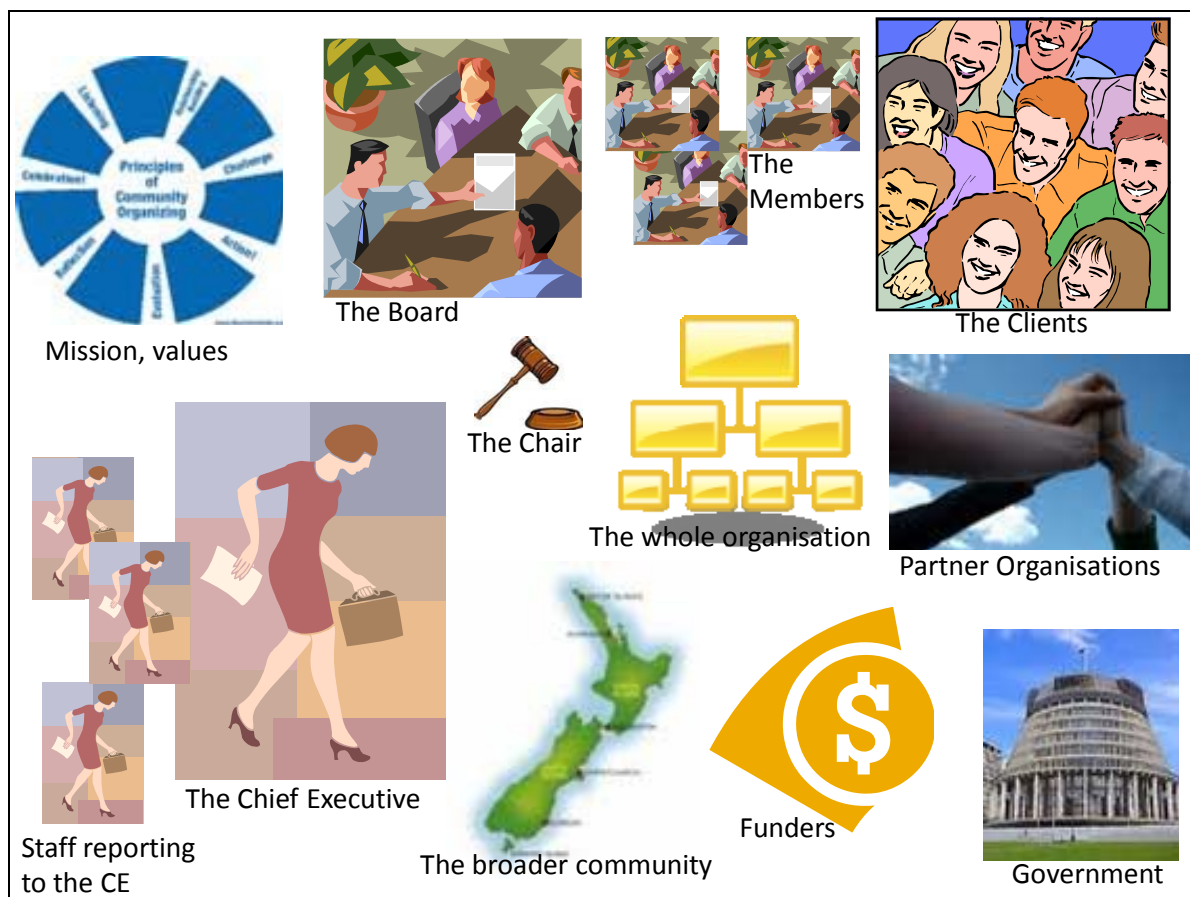 Principles
of
Community
Organizing
Challenge
Action!
Evaluation
Reflection
Celebration!
Mission, values
The Board
The
Members
The Clients
The Chair
The whole organisation
Partner Organisations
The Chief Executive
Staff reporting
to the CE
The broader community
$
Funders
Government